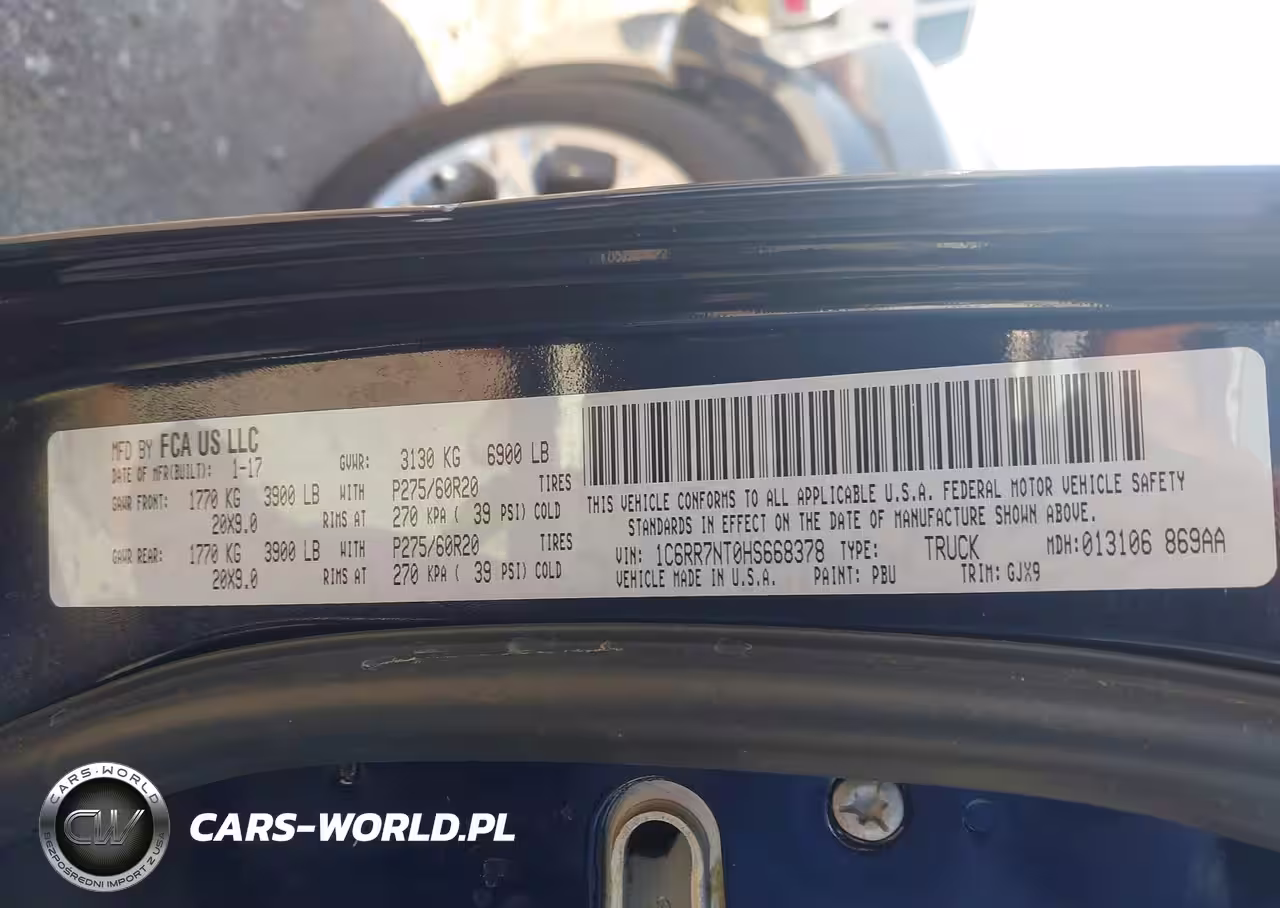 MFD BY FCA US LLC
DATE OF MFR(BUILT): 1-17
GVWR: 3130 KG 6900 LB
GAWR FRONT: 1770 KG 3900 LB WITH P275/60R20 TIRES
20X9.0 RIMS AT 270 KPA ( 39 PSI) COLD
GAWR REAR: 1770 KG 3900 LB WITH P275/60R20 TIRES
20X9.0 RIMS AT 270 KPA ( 39 PSI) COLD
THIS VEHICLE CONFORMS TO ALL APPLICABLE U.S.A. FEDERAL MOTOR VEHICLE SAFETY
STANDARDS IN EFFECT ON THE DATE OF MANUFACTURE SHOWN ABOVE.
VIN: 1C6RR7NT0HS668378 TYPE: TRUCK MDH:013106 869AA
VEHICLE MADE IN U.S.A. PAINT: PBU TRIM: GJX9
CARS-WORLD
CW
BEZPOŚREDNI IMPORT Z USA
CARS-WORLD.PL